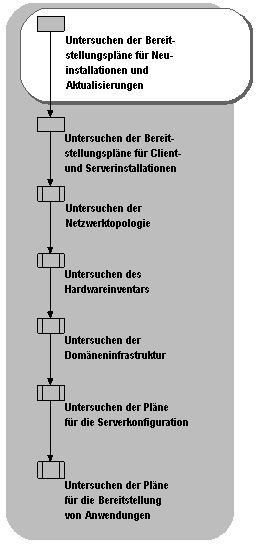 Untersuchen der Bereit-
stellungspläne für Neu-
installationen und
Aktualisierungen
Untersuchen der Bereit-
stellungspläne für Client-
und Serverinstallationen
Untersuchen der
Netzwerktopologie
Untersuchen des
Hardwareinventars
Untersuchen der
Domäneninfrastruktur
Untersuchen der Pläne
für die Serverkonfiguration
Untersuchen der Pläne
für die Bereitstellung
von Anwendungen